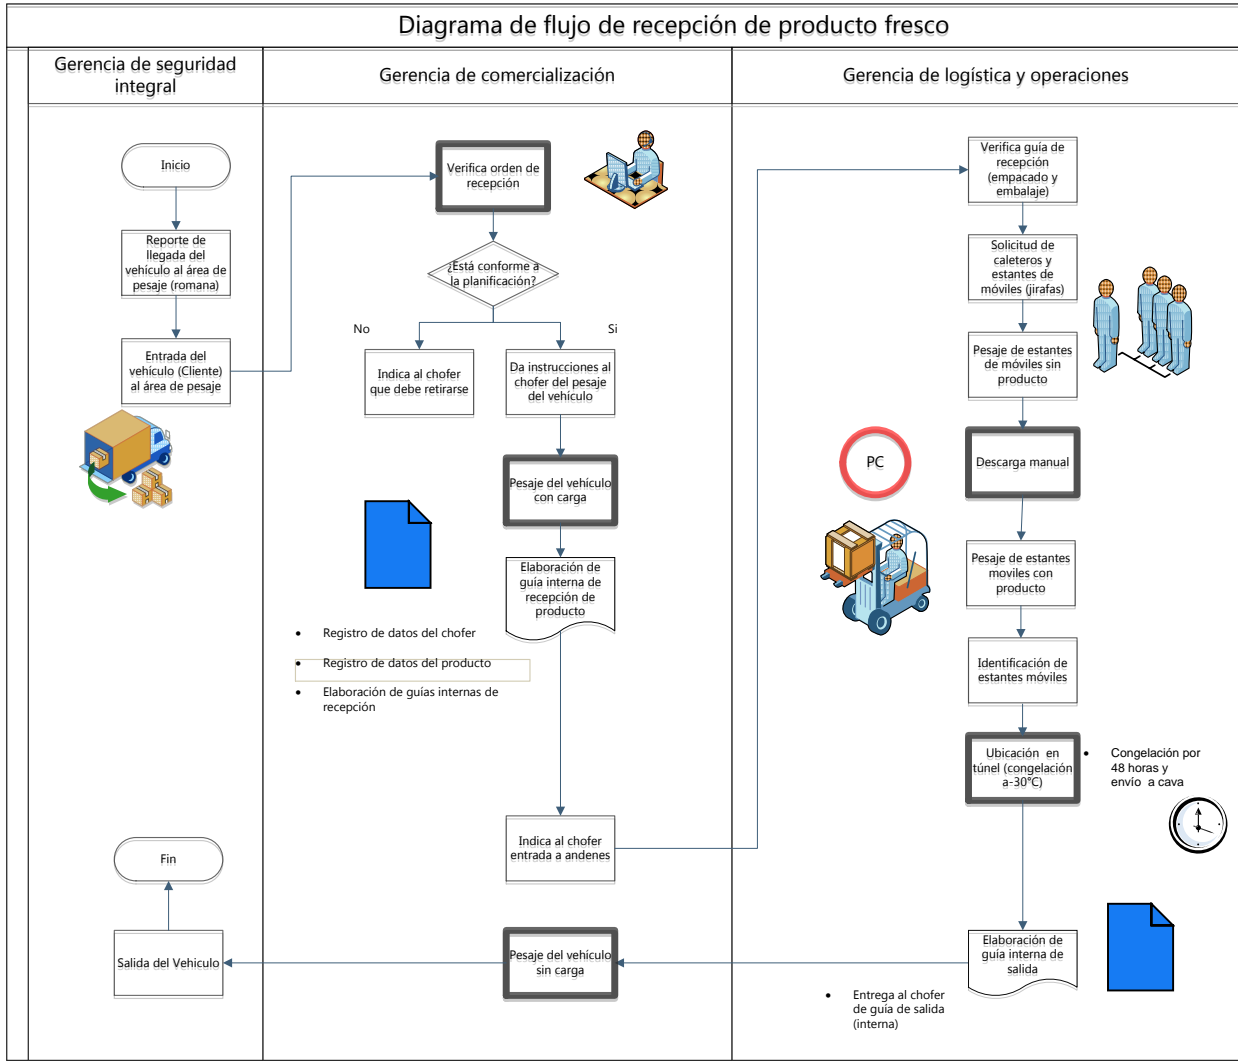 Diagrama de flujo de recepción de producto fresco
Gerencia de seguridad
integral
Gerencia de comercialización
Gerencia de logística y operaciones
Inicio
Reporte de
llegada del
vehículo al área de
pesaje (romana)
Entrada del
vehículo (Cliente)
al área de pesaje
Verifica orden de
recepción
¿Está conforme a
la planificación?
No
Si
Indica al chofer
que debe retirarse
Da instrucciones al
chofer del pesaje
del vehículo
Pesaje del vehículo
con carga
Elaboración de
guía interna de
recepción de
producto
• Registro de datos del chofer
• Registro de datos del producto
• Elaboración de guías internas de
recepción
Indica al chofer
entrada a andenes
Verifica guía de
recepción
(empacado y
embalaje)
Solicitud de
caleteros y
estantes de
móviles (jirafas)
Pesaje de estantes
de móviles sin
producto
PC
Descarga manual
Pesaje de estantes
moviles con
producto
Identificación de
estantes móviles
Ubicación en
túnel (congelación
a-30°C)
• Congelación por
48 horas y
envío a cava
Elaboración de
guía interna de
salida
• Entrega al chofer
de guía de salida
(interna)
Pesaje del vehículo
sin carga
Salida del Vehiculo
Fin